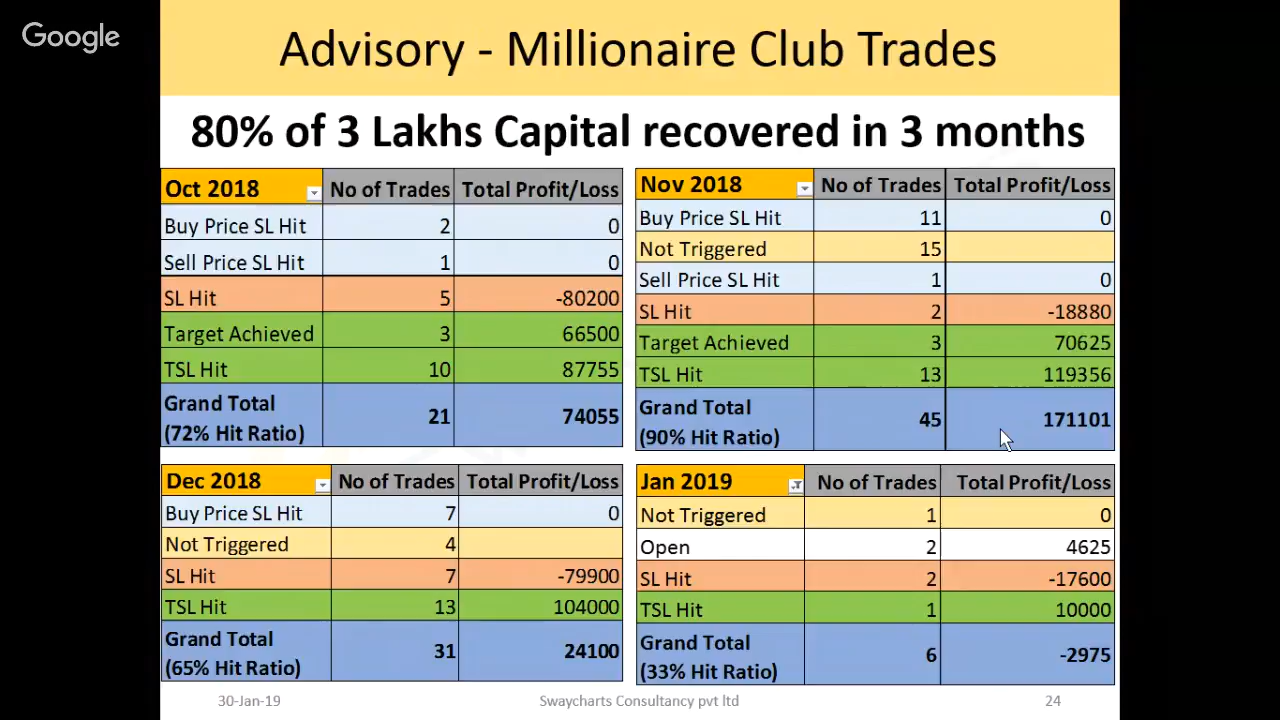 Google
Advisory - Millionaire Club Trades
80% of 3 Lakhs Capital recovered in 3 months
Oct 2018 No of Trades Total Profit/Loss
Buy Price SL Hit 2 0
Sell Price SL Hit 1 0
SL Hit 5 -80200
Target Achieved 3 66500
TSL Hit 10 87755
Grand Total
(72% Hit Ratio) 21 74055
Nov 2018 No of Trades Total Profit/Loss
Buy Price SL Hit 11 0
Not Triggered 15
Sell Price SL Hit 1 0
SL Hit 2 -18880
Target Achieved 3 70625
TSL Hit 13 119356
Grand Total
(90% Hit Ratio) 45 171101
Dec 2018 No of Trades Total Profit/Loss
Buy Price SL Hit 7 0
Not Triggered 4
SL Hit 7 -79900
TSL Hit 13 104000
Grand Total
(65% Hit Ratio) 31 24100
Jan 2019 No of Trades Total Profit/Loss
Not Triggered 1 0
Open 2 4625
SL Hit 2 -17600
TSL Hit 1 10000
Grand Total
(33% Hit Ratio) 6 -2975
30-Jan-19 Swaycharts Consultancy pvt ltd 24